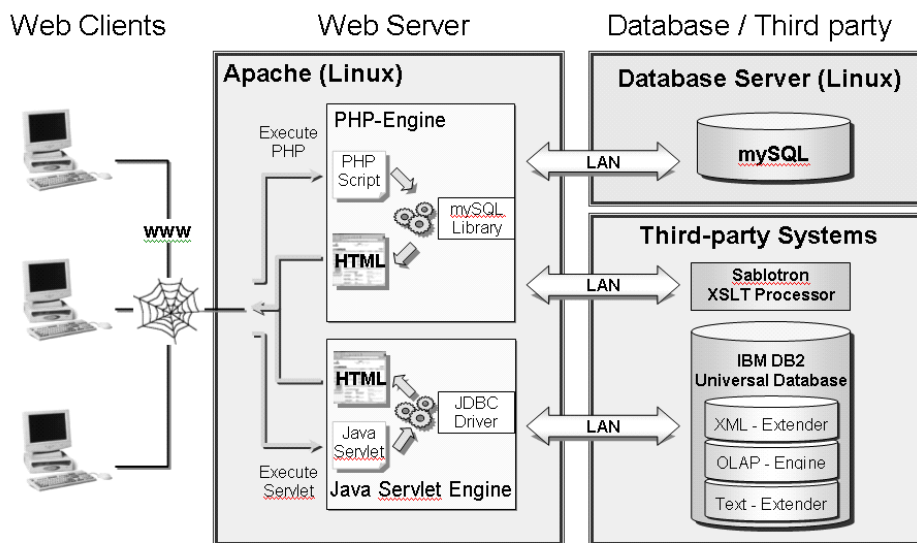 Web Clients
Web Server
Database / Third party
www
Apache (Linux)
Execute
PHP
PHP-Engine
PHP
Script
mySQL
Library
HTML
HTML
JDBC
Driver
Java
Servlet
Execute
Servlet
Java Servlet Engine
LAN
LAN
LAN
Database Server (Linux)
mySQL
Third-party Systems
Sablotron
XSLT Processor
IBM DB2
Universal Database
XML - Extender
OLAP - Engine
Text - Extender